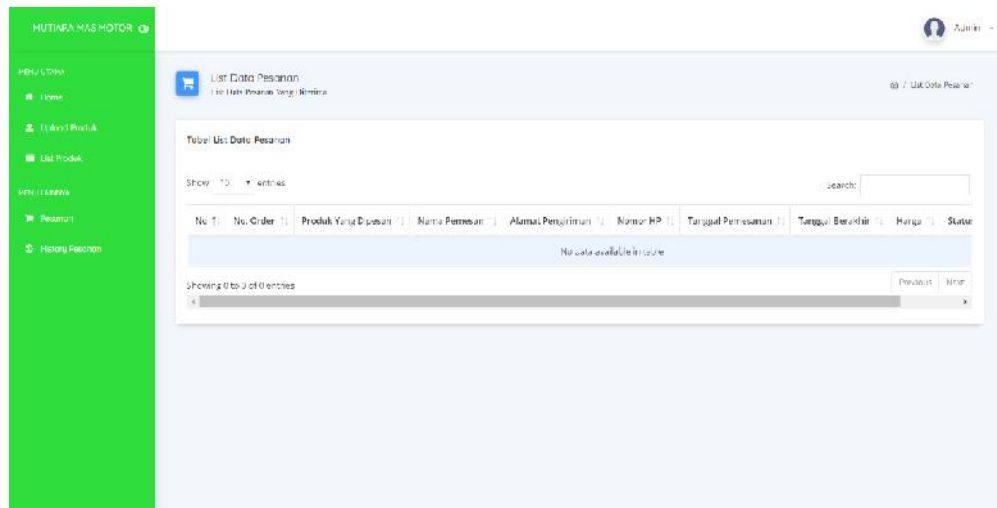 MUTIARA MAS MOTOR
Admin
MENU UTAMA
Home
Upload Produk
List Produk
MENU LAINNYA
Pesanan
History Pesanan
List Data Pesanan
List Data Pesanan Yang Diterima
/ List Data Pesanan
Tabel List Data Pesanan
Show 10 entries
Search:
No No. Order Produk Yang Dipesan Nama Pemesan Alamat Pengiriman Nomor HP Tanggal Pemesanan Tanggal Berakhir Harga Status
No data available in table
Showing 0 to 0 of 0 entries
Previous Next